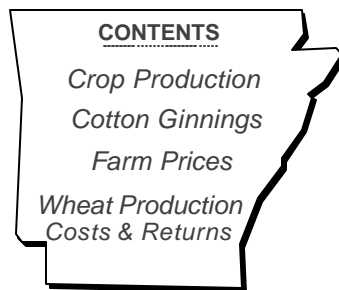 CONTENTS
Crop Production
Cotton Ginnings
Farm Prices
Wheat Production
Costs & Returns